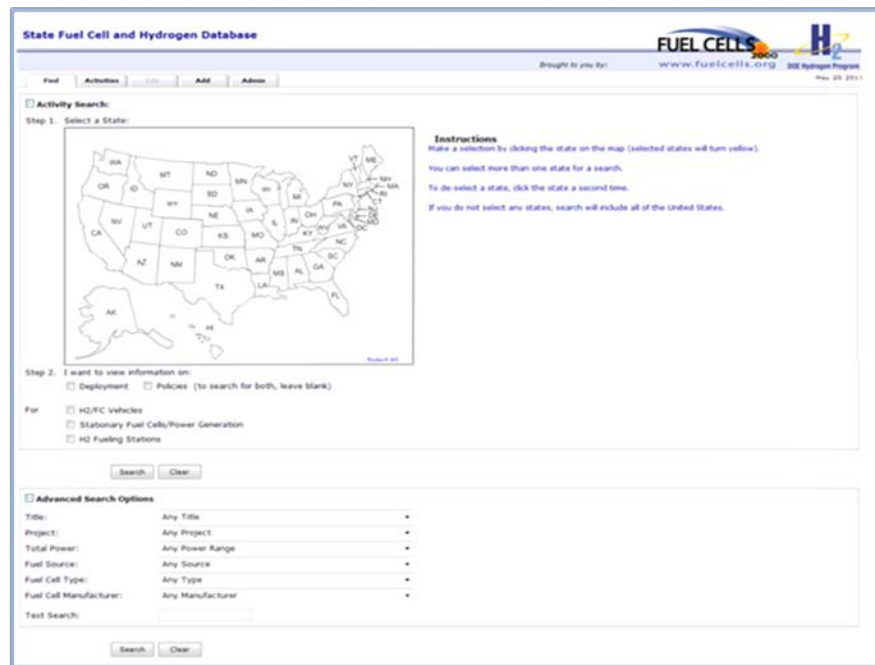 State Fuel Cell and Hydrogen Database
FUEL CELLS 2000
H2
Brought to you by:
www.fuelcells.org
DOE Hydrogen Program
Find Activities Add Admin
May 20 2011
Activity Search:
Step 1. Select a State:
Instructions
Make a selection by clicking the state on the map (selected states will turn yellow).
You can select more than one state for a search.
To de-select a state, click the state a second time.
If you do not select any states, search will include all of the United States.
WA MT ND MN VT ME
OR ID SD WI NY NH
MA
RI
CT
WY MI PA
NE IA
NV UT CO IL IN OH
CA KS MO KY WV VA DC
NC
AZ NM OK AR TN SC
MS AL GA
TX LA
FL
AK
HI
Select All
Step 2. I want to view information on:
Deployment Policies (to search for both, leave blank)
For H2/FC Vehicles
Stationary Fuel Cells/Power Generation
H2 Fueling Stations
Search Clear
Advanced Search Options
Title: Any Title
Project: Any Project
Total Power: Any Power Range
Fuel Source: Any Source
Fuel Cell Type: Any Type
Fuel Cell Manufacturer: Any Manufacturer
Text Search:
Search Clear